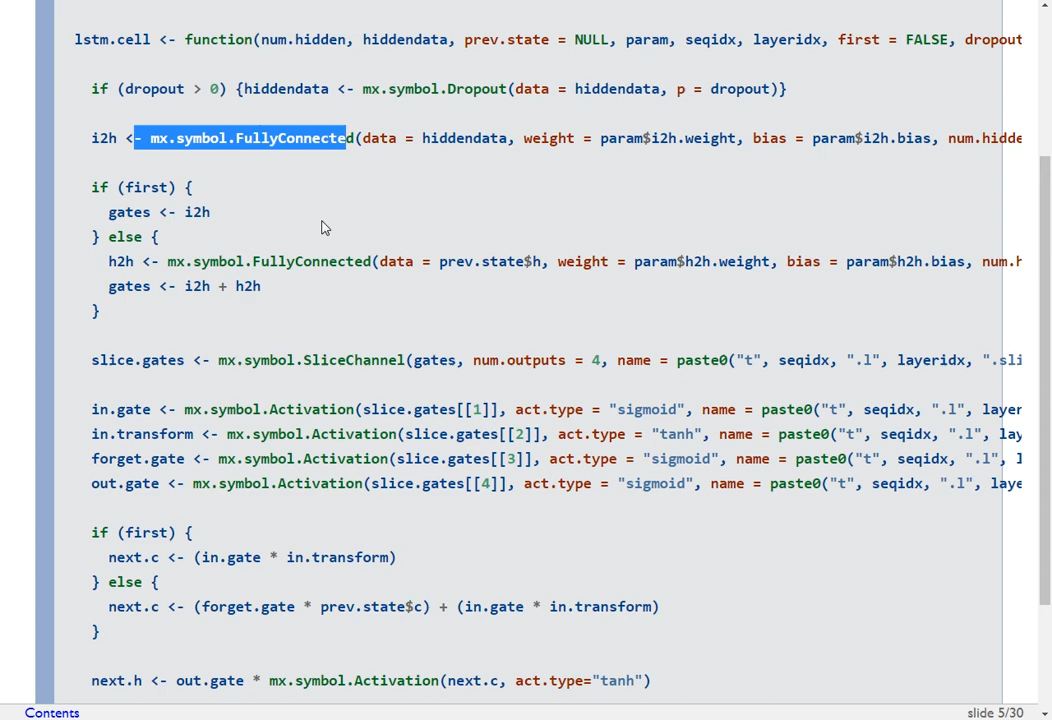 lstm.cell <- function(num.hidden, hiddendata, prev.state = NULL, param, seqidx, layeridx, first = FALSE, dropout
if (dropout > 0) {hiddendata <- mx.symbol.Dropout(data = hiddendata, p = dropout)}
i2h <- mx.symbol.FullyConnected(data = hiddendata, weight = param$i2h.weight, bias = param$i2h.bias, num.hidde
if (first) {
gates <- i2h
} else {
h2h <- mx.symbol.FullyConnected(data = prev.state$h, weight = param$h2h.weight, bias = param$h2h.bias, num.h
gates <- i2h + h2h
}
slice.gates <- mx.symbol.SliceChannel(gates, num.outputs = 4, name = paste0("t", seqidx, ".l", layeridx, ".sli
in.gate <- mx.symbol.Activation(slice.gates[[1]], act.type = "sigmoid", name = paste0("t", seqidx, ".l", layer
in.transform <- mx.symbol.Activation(slice.gates[[2]], act.type = "tanh", name = paste0("t", seqidx, ".l", lay
forget.gate <- mx.symbol.Activation(slice.gates[[3]], act.type = "sigmoid", name = paste0("t", seqidx, ".l", l
out.gate <- mx.symbol.Activation(slice.gates[[4]], act.type = "sigmoid", name = paste0("t", seqidx, ".l", laye
if (first) {
next.c <- (in.gate * in.transform)
} else {
next.c <- (forget.gate * prev.state$c) + (in.gate * in.transform)
}
next.h <- out.gate * mx.symbol.Activation(next.c, act.type="tanh")
Contents slide 5/30